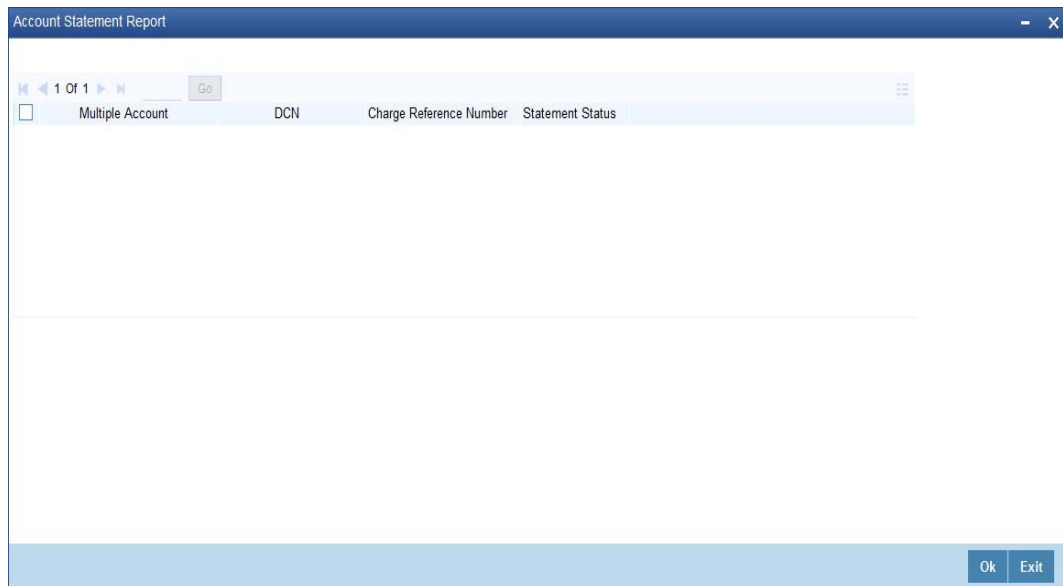 Account Statement Report
1 Of 1 Go
Multiple Account DCN Charge Reference Number Statement Status
Ok Exit